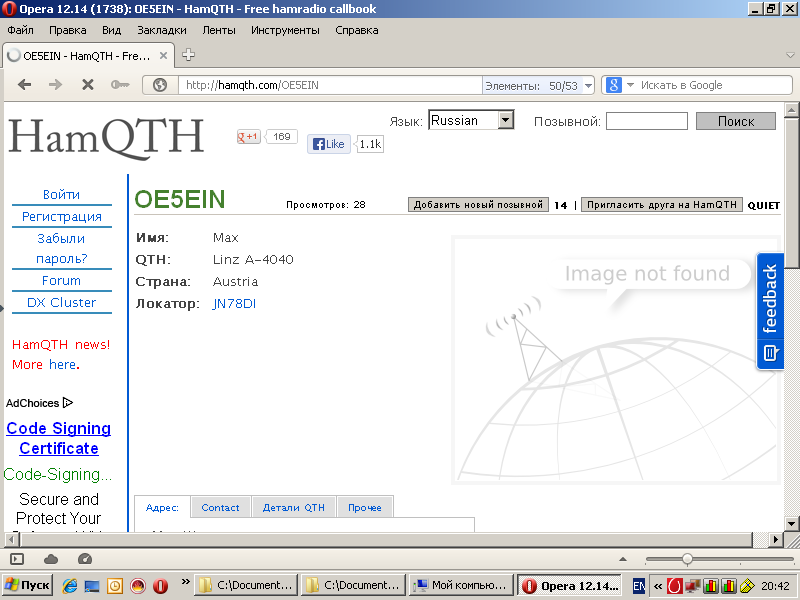 Opera 12.14 (1738): OE5EIN - HamQTH - Free hamradio callbook
Файл Правка Вид Закладки Ленты Инструменты Справка
OE5EIN - HamQTH - Fre...
http://hamqth.com/OE5EIN Элементы: 50/53 Искать в Google
HamQTH
g +1 169
Like 1.1k
Язык: Russian Позывной: Поиск
Войти
Регистрация
Забыли
пароль?
Forum
DX Cluster
HamQTH news!
More here.
AdChoices
Code Signing
Certificate
Code-Signing...
Secure and
Protect Your
OE5EIN Просмотров: 28 Добавить новый позывной 14 | Пригласить друга на HamQTH QUIET
Имя: Max
QTH: Linz A-4040
Страна: Austria
Локатор: JN78DI
Image not found
feedback
Адрес: Contact Детали QTH Прочее
Пуск » C:\Document... C:\Document... Мой компью... Opera 12.14... EN « 20:42